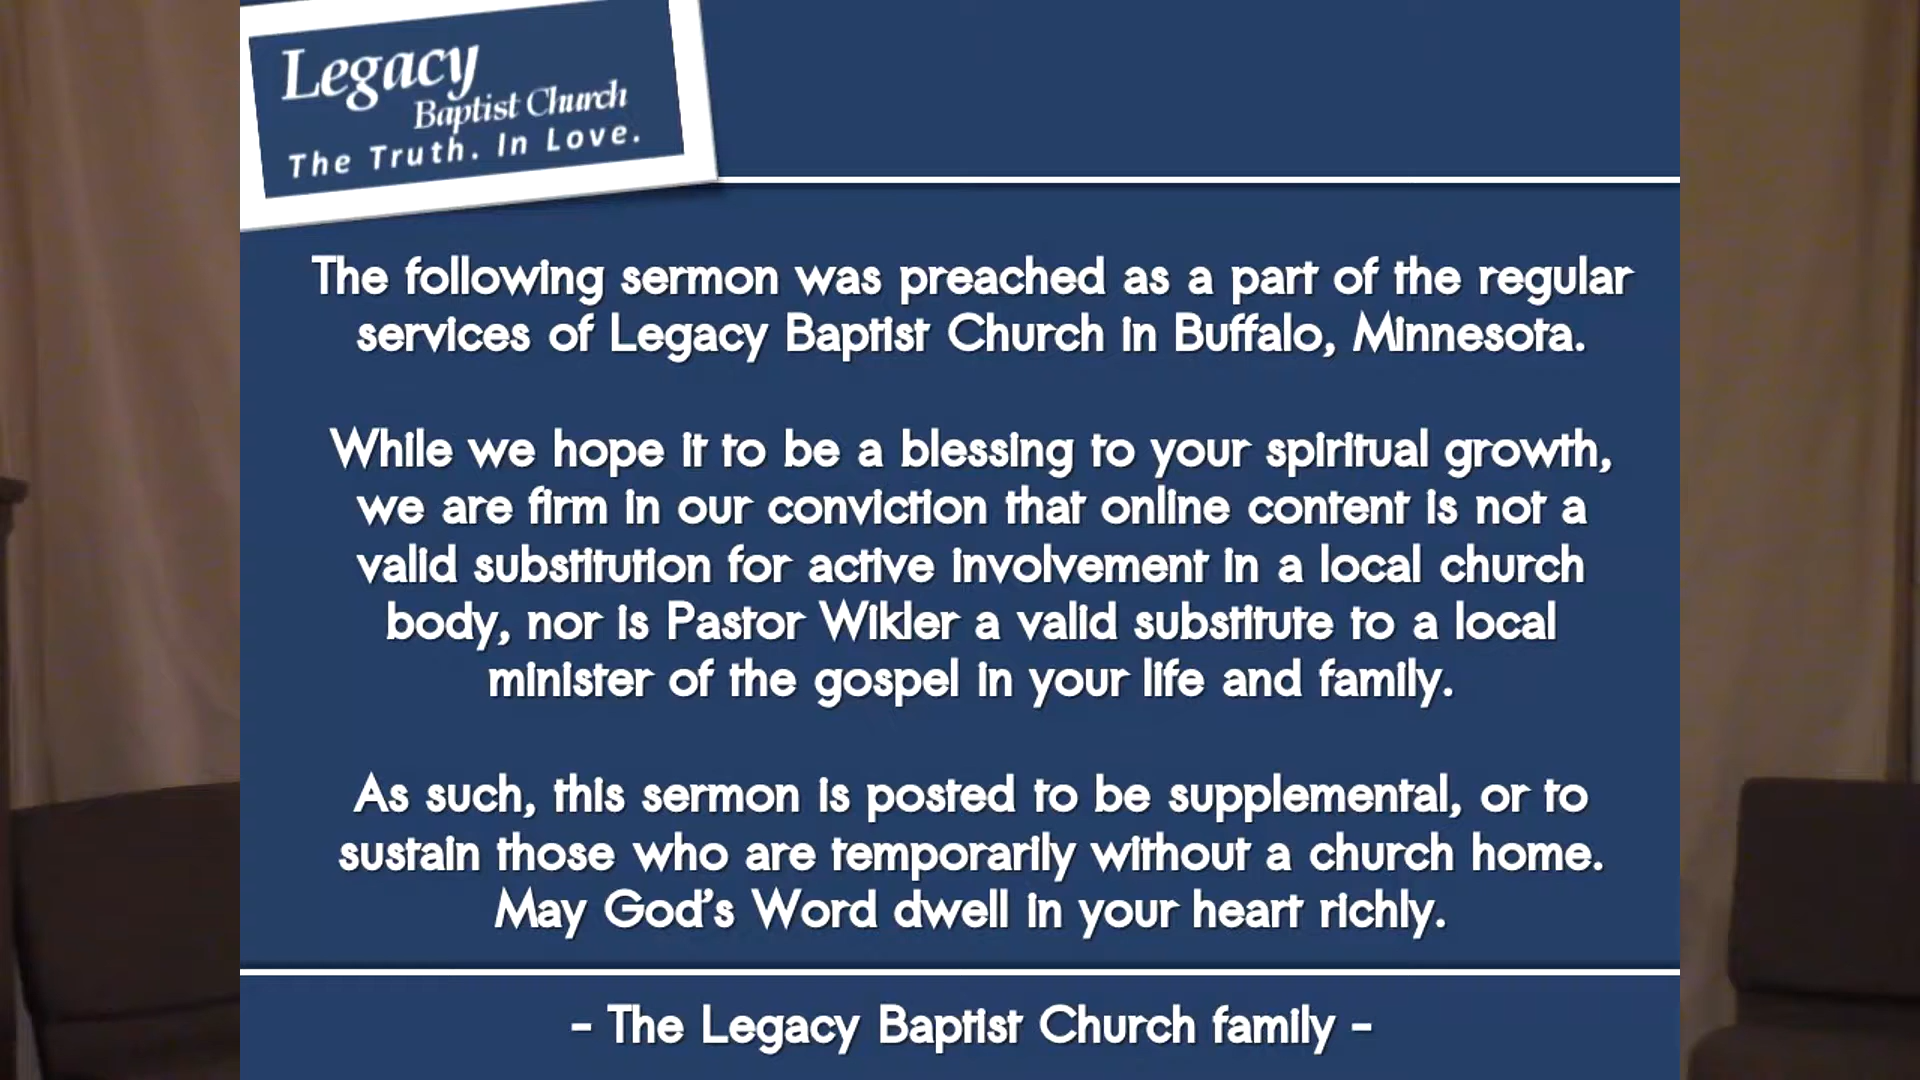 Legacy
Baptist Church
The Truth. In Love.
The following sermon was preached as a part of the regular
services of Legacy Baptist Church in Buffalo, Minnesota.
While we hope it to be a blessing to your spiritual growth,
we are firm in our conviction that online content is not a
valid substitution for active involvement in a local church
body, nor is Pastor Wikler a valid substitute to a local
minister of the gospel in your life and family.
As such, this sermon is posted to be supplemental, or to
sustain those who are temporarily without a church home.
May God's Word dwell in your heart richly.
- The Legacy Baptist Church family -